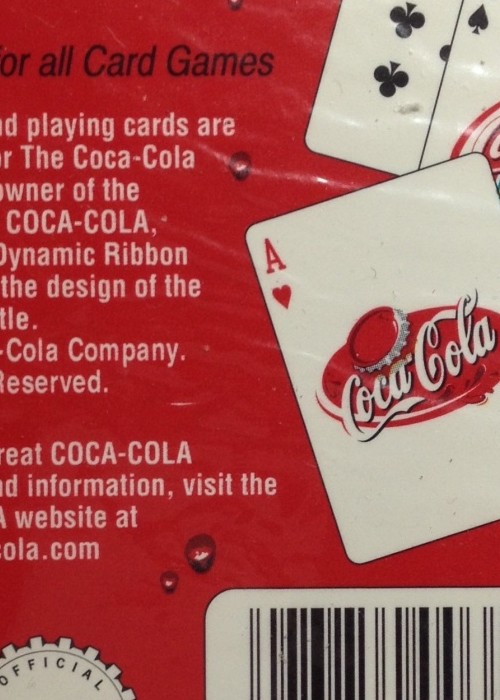 for all Card Games
nd playing cards are
or The Coca-Cola
owner of the
COCA-COLA,
Dynamic Ribbon
the design of the
tle.
-Cola Company.
Reserved.
reat COCA-COLA
nd information, visit the
A website at
cola.com
OFFICIAL
A
Coca-Cola